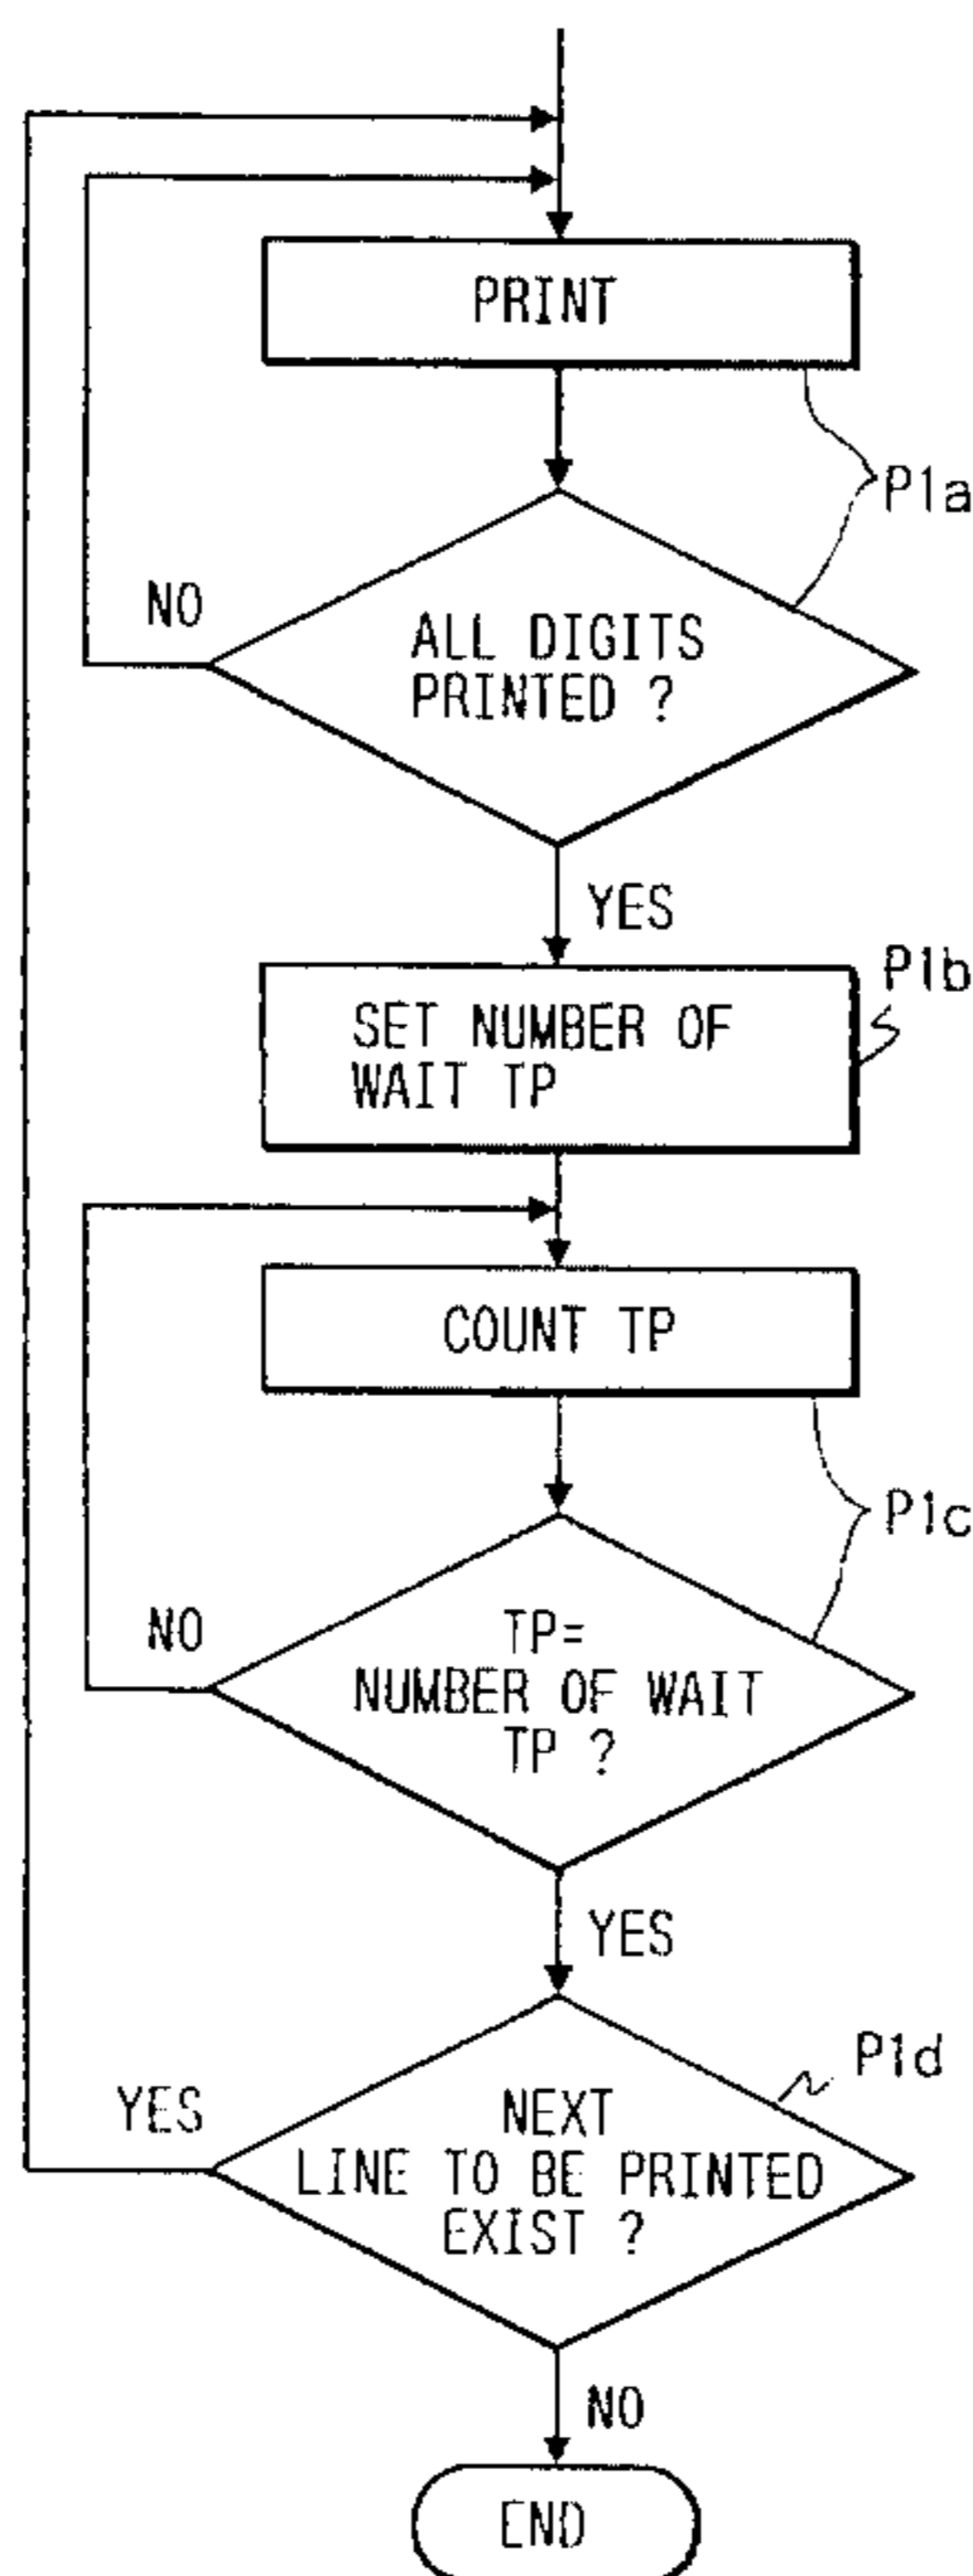 PRINT
P1a
NO
ALL DIGITS
PRINTED ?
YES
P1b
SET NUMBER OF
WAIT TP
COUNT TP
P1c
NO
TP=
NUMBER OF WAIT
TP ?
YES
P1d
YES
NEXT
LINE TO BE PRINTED
EXIST ?
NO
END